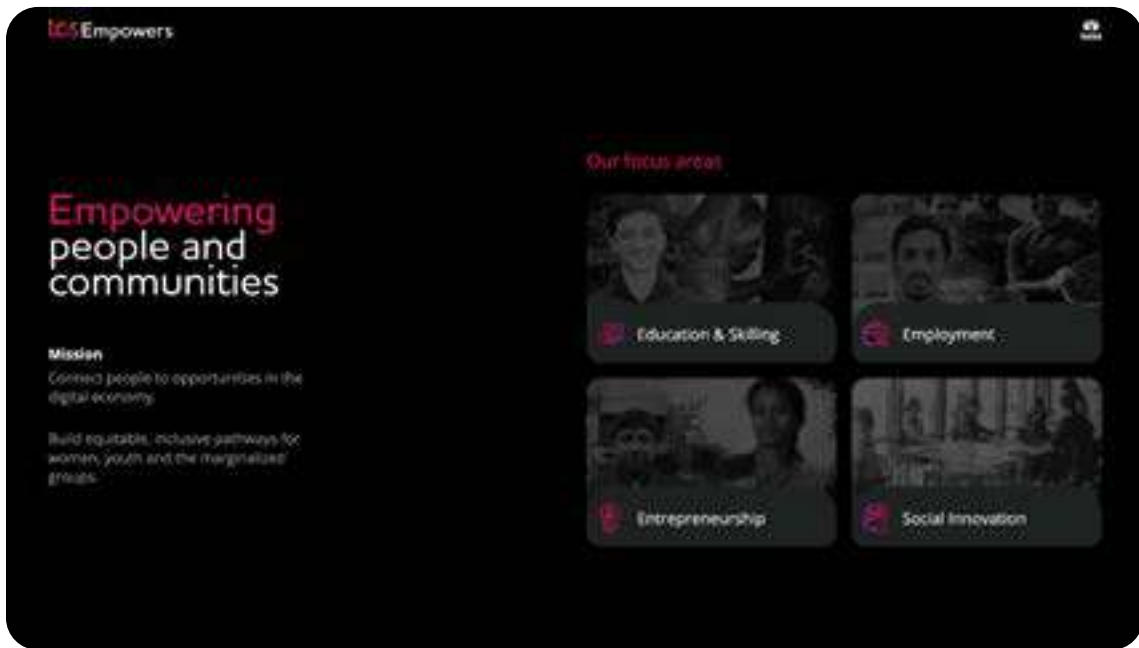 tcs Empowers
Empowering
people and
communities
Mission
Connect people to opportunities in the
digital economy.
Build equitable, inclusive pathways for
women, youth and the marginalized
groups.
Our focus areas
Education & Skilling
Employment
Entrepreneurship
Social Innovation